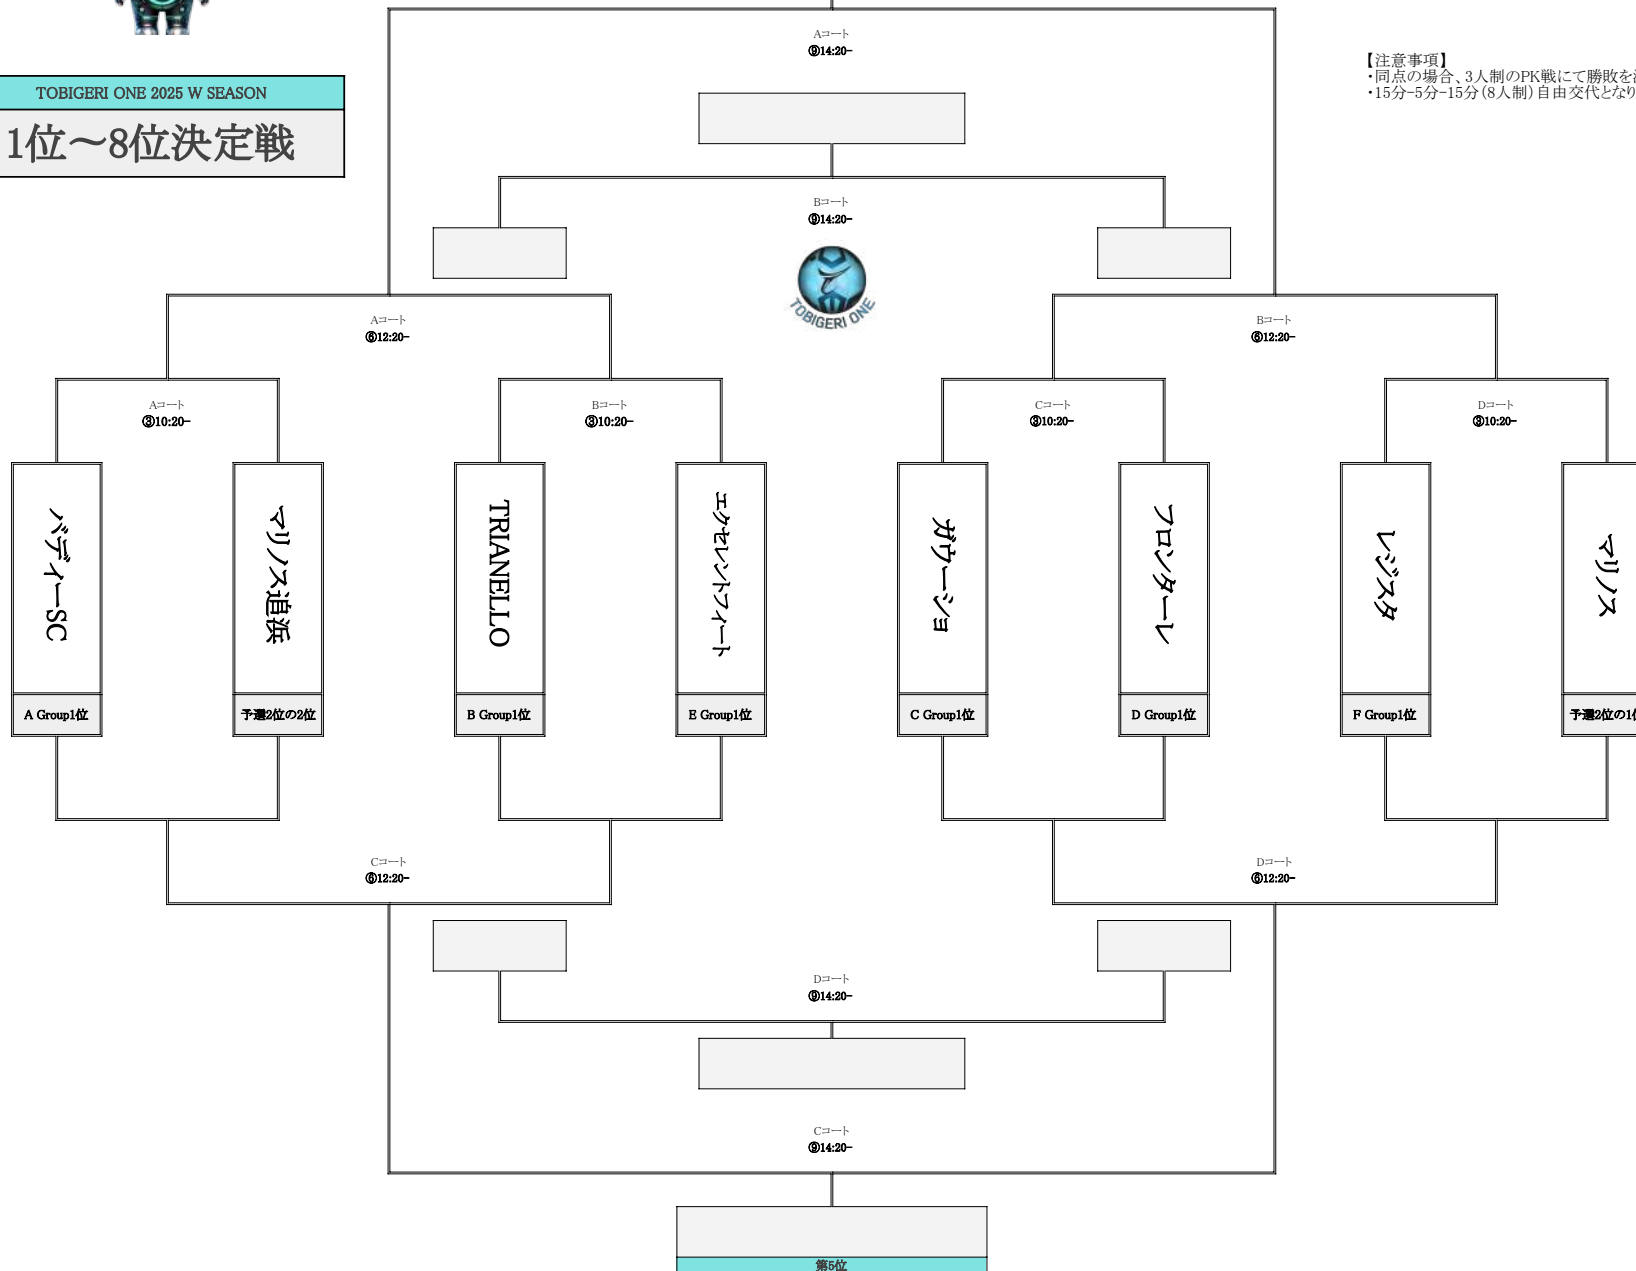 Aコート
⑨14:20-
【注意事項】
・同点の場合、3人制のPK戦にて勝敗を
・15分-5分-15分(8人制)自由交代となり
TOBIGERI ONE 2025 W SEASON
1位～8位決定戦
Bコート
⑨14:20-
TOBIGERI ONE
Aコート
⑥12:20-
Bコート
⑥12:20-
Aコート
③10:20-
Bコート
③10:20-
Cコート
③10:20-
Dコート
③10:20-
バディーSC
マリノス追浜
TRIANELLO
エクセレントフィート
ガウーショ
フロンターレ
レジスタ
マリノス
A Group1位
予選2位の2位
B Group1位
E Group1位
C Group1位
D Group1位
F Group1位
予選2位の1位
Cコート
⑥12:20-
Dコート
⑥12:20-
Dコート
⑨14:20-
Cコート
⑨14:20-
第5位